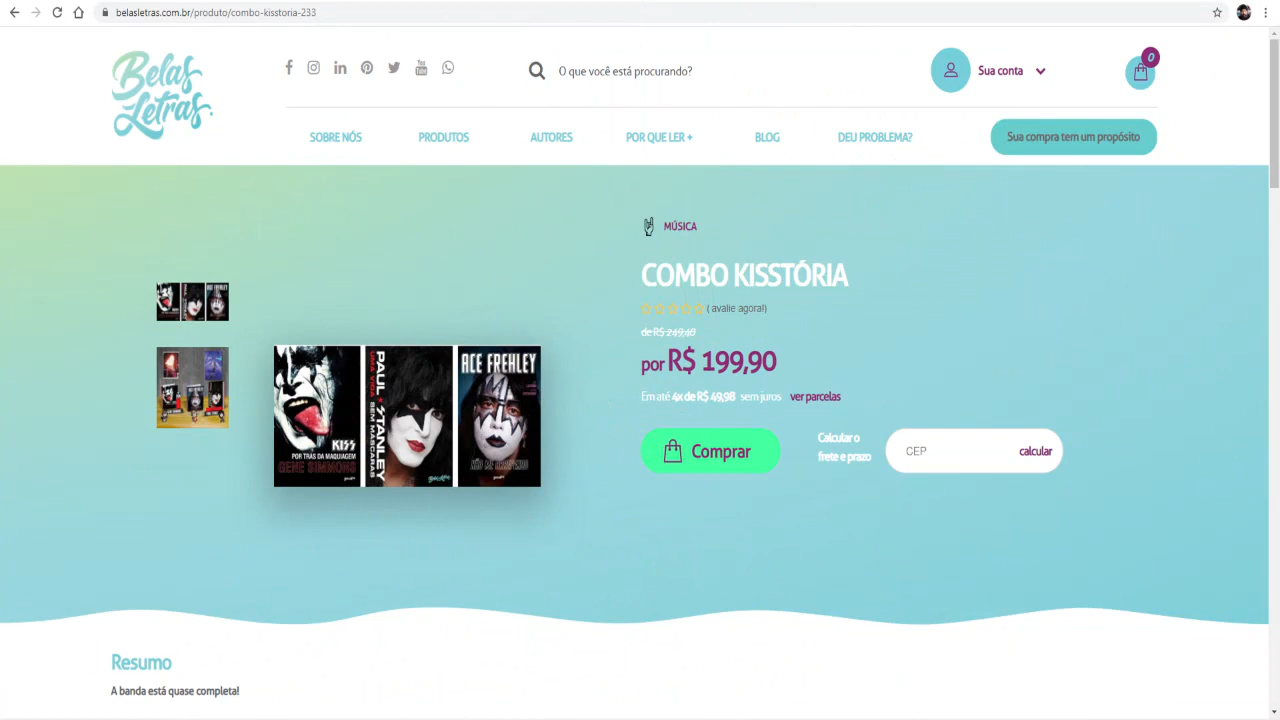 belasletras.com.br/produto/combo-kisstoria-233
Belas
Letras
O que você está procurando?
Sua conta
0
SOBRE NÓS
PRODUTOS
AUTORES
POR QUE LER +
BLOG
DEU PROBLEMA?
Sua compra tem um propósito
MÚSICA
COMBO KISSTÓRIA
( avalie agora!)
de R$ 249,40
por R$ 199,90
Em até 4x de R$ 49,98 sem juros ver parcelas
Comprar
Calcular o
frete e prazo
CEP
calcular
KISS
POR TRÁS DA MAQUIAGEM
GENE SIMMONS
PAUL STANLEY
UMA VIDA SEM MÁSCARAS
ACE FREHLEY
Resumo
A banda está quase completa!